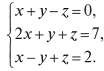 x + y − z = 0,
2x + y + z = 7,
x − y + z = 2.